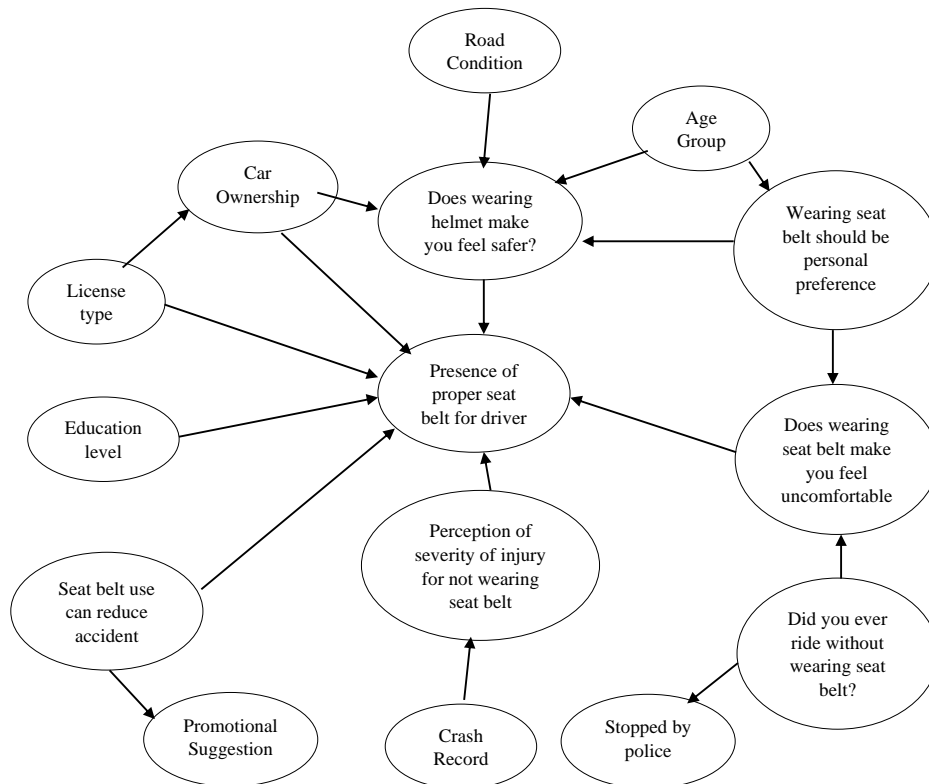 Road
Condition
Age
Group
Car
Ownership
Does wearing
helmet make
you feel safer?
Wearing seat
belt should be
personal
preference
License
type
Presence of
proper seat
belt for driver
Education
level
Does wearing
seat belt make
you feel
uncomfortable
Perception of
severity of injury
for not wearing
seat belt
Seat belt use
can reduce
accident
Did you ever
ride without
wearing seat
belt?
Promotional
Suggestion
Crash
Record
Stopped by
police